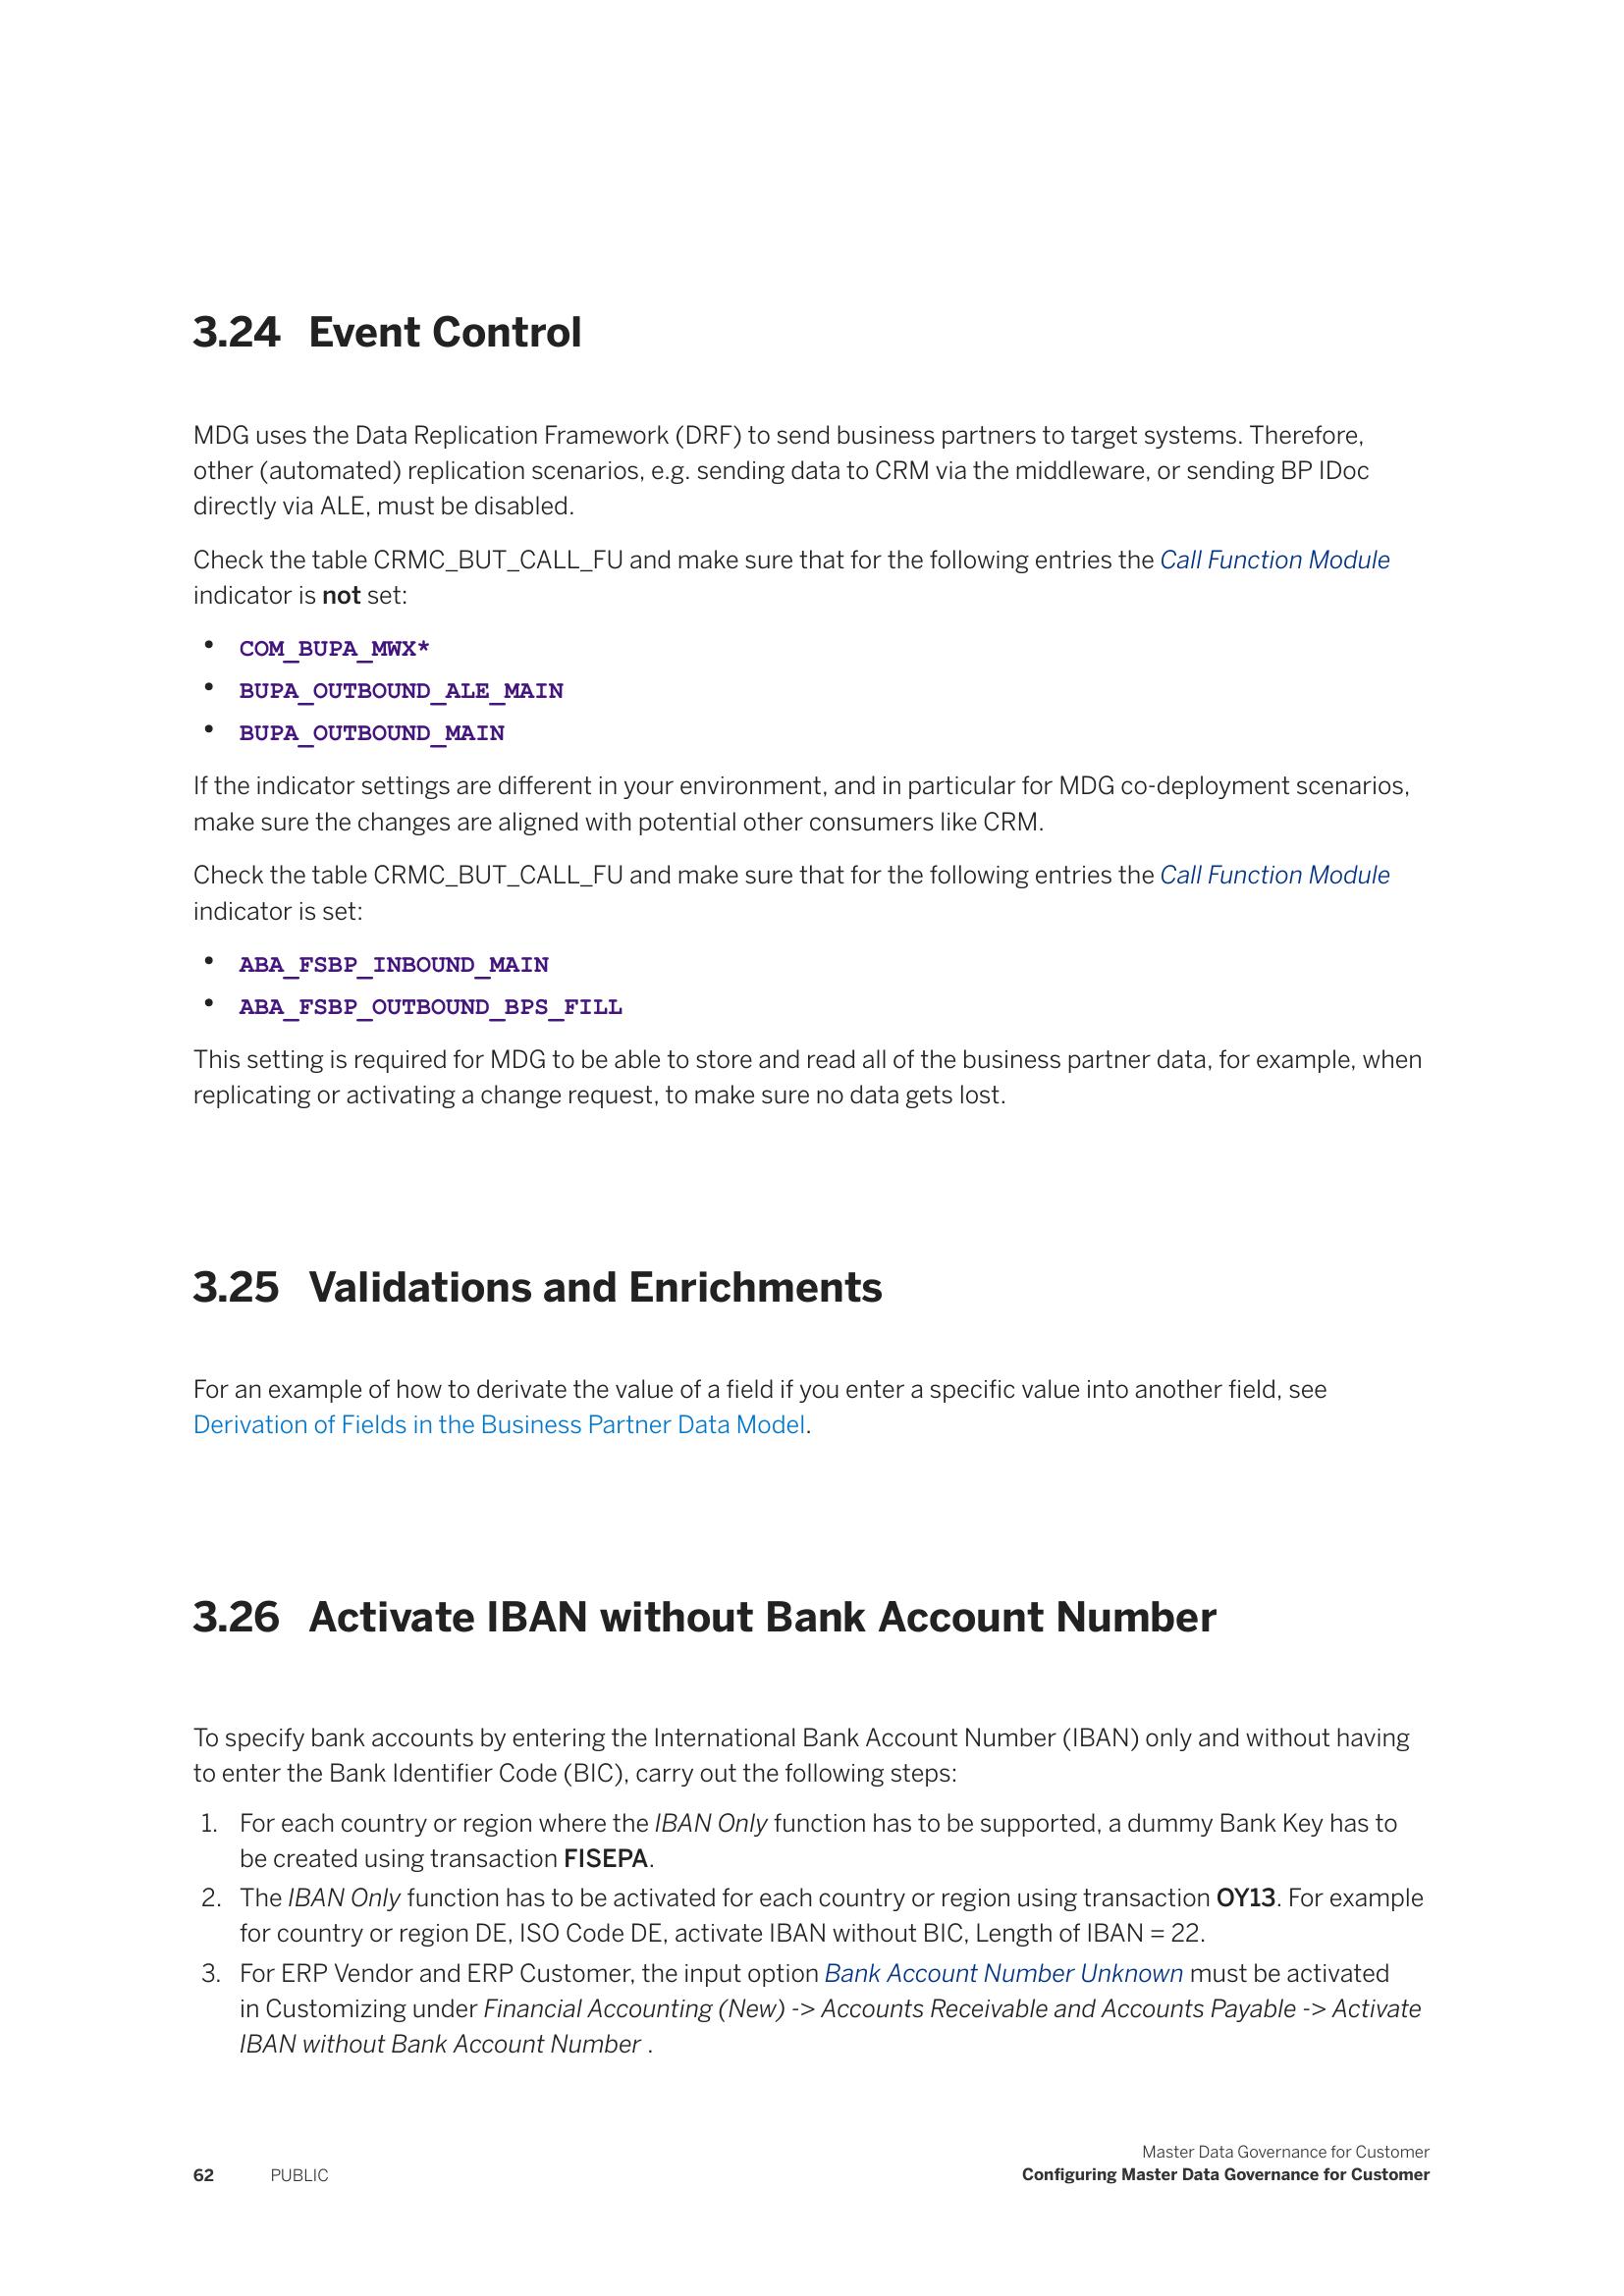 3.24 Event Control
MDG uses the Data Replication Framework (DRF) to send business partners to target systems. Therefore,
other (automated) replication scenarios, e.g. sending data to CRM via the middleware, or sending BP IDoc
directly via ALE, must be disabled.
Check the table CRMC_BUT_CALL_FU and make sure that for the following entries the Call Function Module
indicator is not set:
• COM_BUPA_MWX*
• BUPA_OUTBOUND_ALE_MAIN
• BUPA_OUTBOUND_MAIN
If the indicator settings are different in your environment, and in particular for MDG co-deployment scenarios,
make sure the changes are aligned with potential other consumers like CRM.
Check the table CRMC_BUT_CALL_FU and make sure that for the following entries the Call Function Module
indicator is set:
• ABA_FSBP_INBOUND_MAIN
• ABA_FSBP_OUTBOUND_BPS_FILL
This setting is required for MDG to be able to store and read all of the business partner data, for example, when
replicating or activating a change request, to make sure no data gets lost.
3.25 Validations and Enrichments
For an example of how to derivate the value of a field if you enter a specific value into another field, see
Derivation of Fields in the Business Partner Data Model.
3.26 Activate IBAN without Bank Account Number
To specify bank accounts by entering the International Bank Account Number (IBAN) only and without having
to enter the Bank Identifier Code (BIC), carry out the following steps:
1. For each country or region where the IBAN Only function has to be supported, a dummy Bank Key has to
be created using transaction FISEPA.
2. The IBAN Only function has to be activated for each country or region using transaction OY13. For example
for country or region DE, ISO Code DE, activate IBAN without BIC, Length of IBAN = 22.
3. For ERP Vendor and ERP Customer, the input option Bank Account Number Unknown must be activated
in Customizing under Financial Accounting (New) -> Accounts Receivable and Accounts Payable -> Activate
IBAN without Bank Account Number .
Master Data Governance for Customer
62 PUBLIC Configuring Master Data Governance for Customer